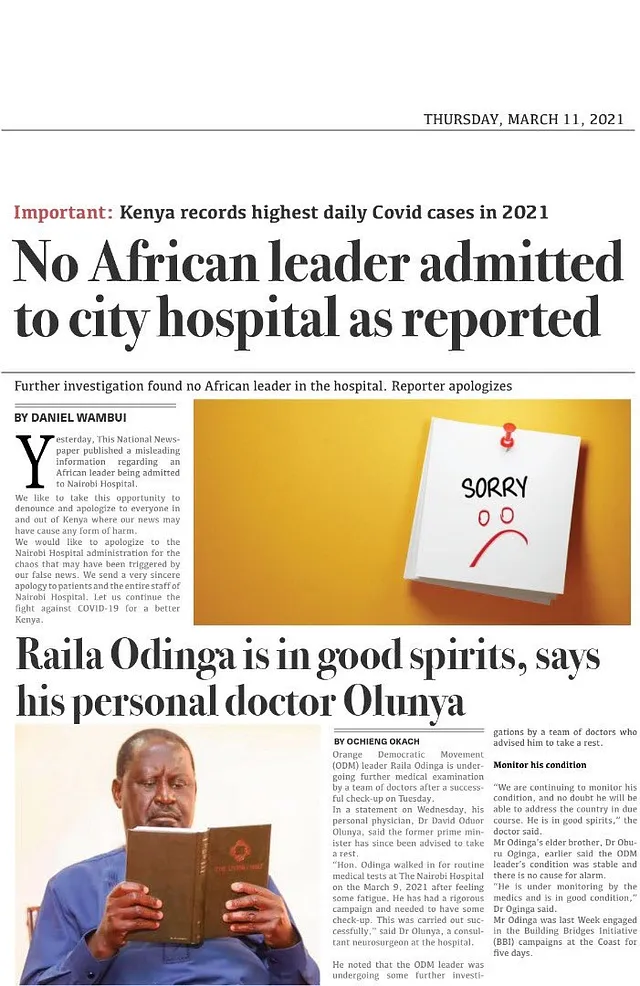 THURSDAY, MARCH 11, 2021
Important: Kenya records highest daily Covid cases in 2021
No African leader admitted
to city hospital as reported
Further investigation found no African leader in the hospital. Reporter apologizes
BY DANIEL WAMBUI
Yesterday, This National News-
paper published a misleading
information regarding an
African leader being admitted
to Nairobi Hospital.
We like to take this opportunity to
denounce and apologize to everyone in
and out of Kenya where our news may
have cause any form of harm.
We would like to apologize to the
Nairobi Hospital administration for the
chaos that may have been triggered by
our false news. We send a very sincere
apology to patients and the entire staff of
Nairobi Hospital. Let us continue the
fight against COVID-19 for a better
Kenya.
SORRY
Raila Odinga is in good spirits, says
his personal doctor Olunya
BY OCHIENG OKACH
Orange Democratic Movement
(ODM) leader Raila Odinga is under-
going further medical examination
by a team of doctors after a success-
ful check-up on Tuesday.
In a statement on Wednesday, his
personal physician, Dr David Oduor
Olunya, said the former prime min-
ister has since been advised to take
a rest.
"Hon. Odinga walked in for routine
medical tests at The Nairobi Hospital
on the March 9, 2021 after feeling
some fatigue. He has had a rigorous
campaign and needed to have some
check-up. This was carried out suc-
cessfully," said Dr Olunya, a consul-
tant neurosurgeon at the hospital.
He noted that the ODM leader was
undergoing some further investi-
gations by a team of doctors who
advised him to take a rest.
Monitor his condition
"We are continuing to monitor his
condition, and no doubt he will be
able to address the country in due
course. He is in good spirits," the
doctor said.
Mr Odinga's elder brother, Dr Obu-
ru Oginga, earlier said the ODM
leader's condition was stable and
there is no cause for alarm.
"He is under monitoring by the
medics and is in good condition,"
Dr Oginga said.
Mr Odinga was last Week engaged
in the Building Bridges Initiative
(BBI) campaigns at the Coast for
five days.